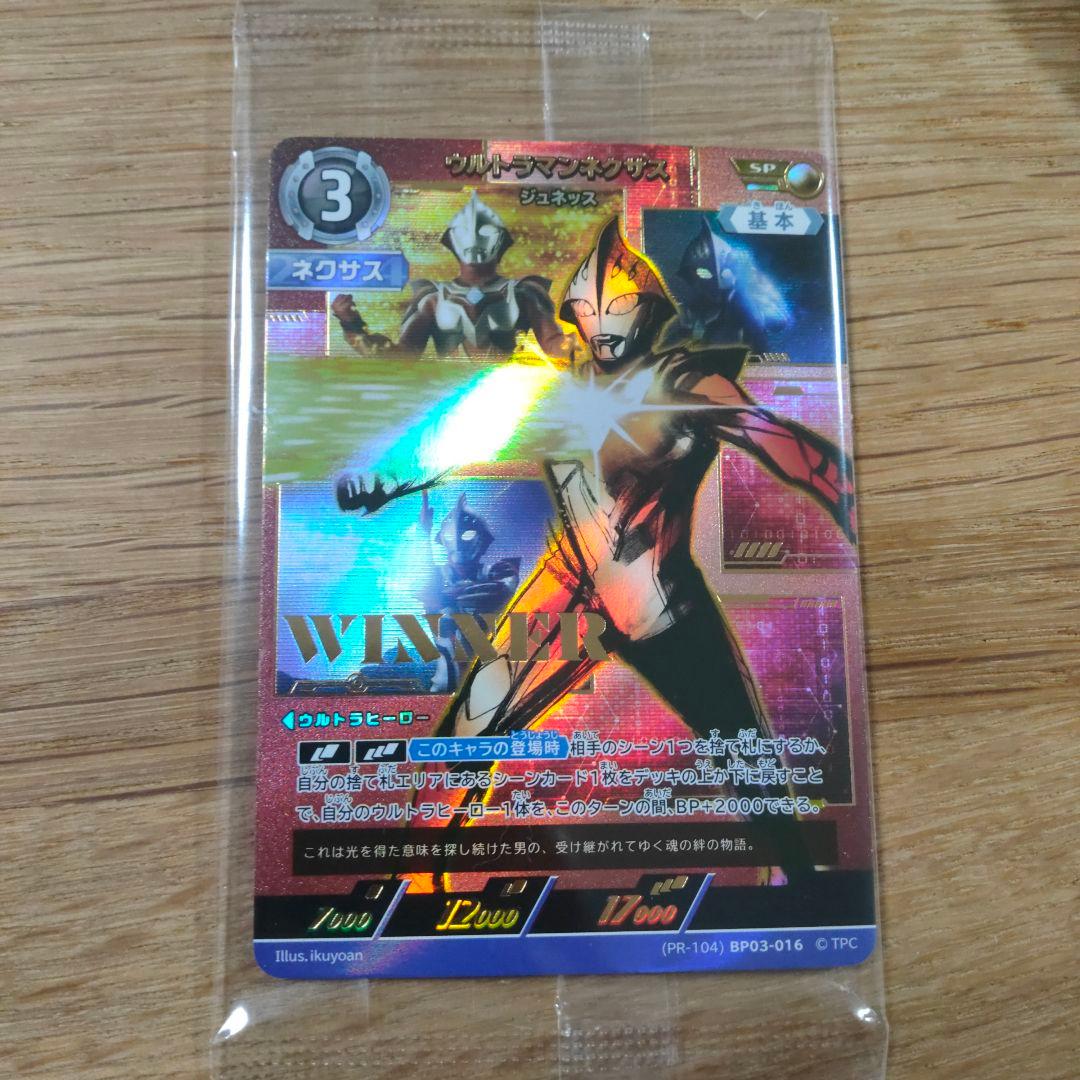 3
ウルトラマンネクサス
ジュネッス
SP
きほん
基本
ネクサス
1010010100
WINNER
ウルトラヒーロー
このキャラの登場時 相手のシーン1つを捨て札にするか、
自分の捨て札エリアにあるシーンカード1枚をデッキの上か下に戻すこと
で、自分のウルトラヒーロー1体を、このターンの間、BP+2000できる。
これは光を得た意味を探し続けた男の、受け継がれてゆく魂の絆の物語。
7000 12000 17000
Illus. ikuyoan
(PR-104) BP03-016 © TPC